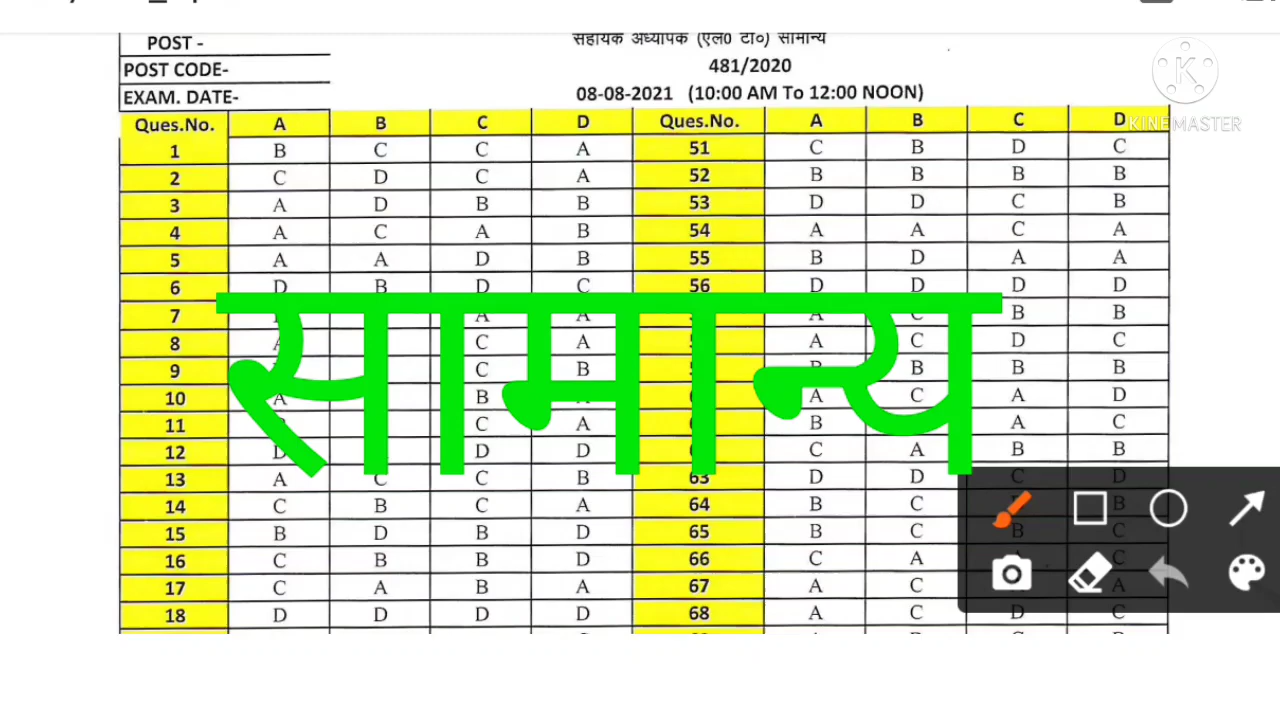 POST - सहायक अध्यापक (एल0 टी०) सामान्य
POST CODE- 481/2020
EXAM. DATE- 08-08-2021 (10:00 AM To 12:00 NOON)
KINEMASTER
Ques.No. A B C D Ques.No. A B C D
1 B C C A 51 C B D C
2 C D C A 52 B B B B
3 A D B B 53 D D C B
4 A C A B 54 A A C A
5 A A D B 55 B D A A
6 D B D C 56 D D D D
7 A A A C B B
8 C A A C D C
9 C B B B B B
10 A B A C A D
11 C A B A C
12 D D D C A B B
13 A C C B 63 D D C D
14 C B C A 64 B C B
15 B D B D 65 B C B C
16 C B B D 66 C A C
17 C A B A 67 A C A
18 D D D D 68 A C D C
सामान्य